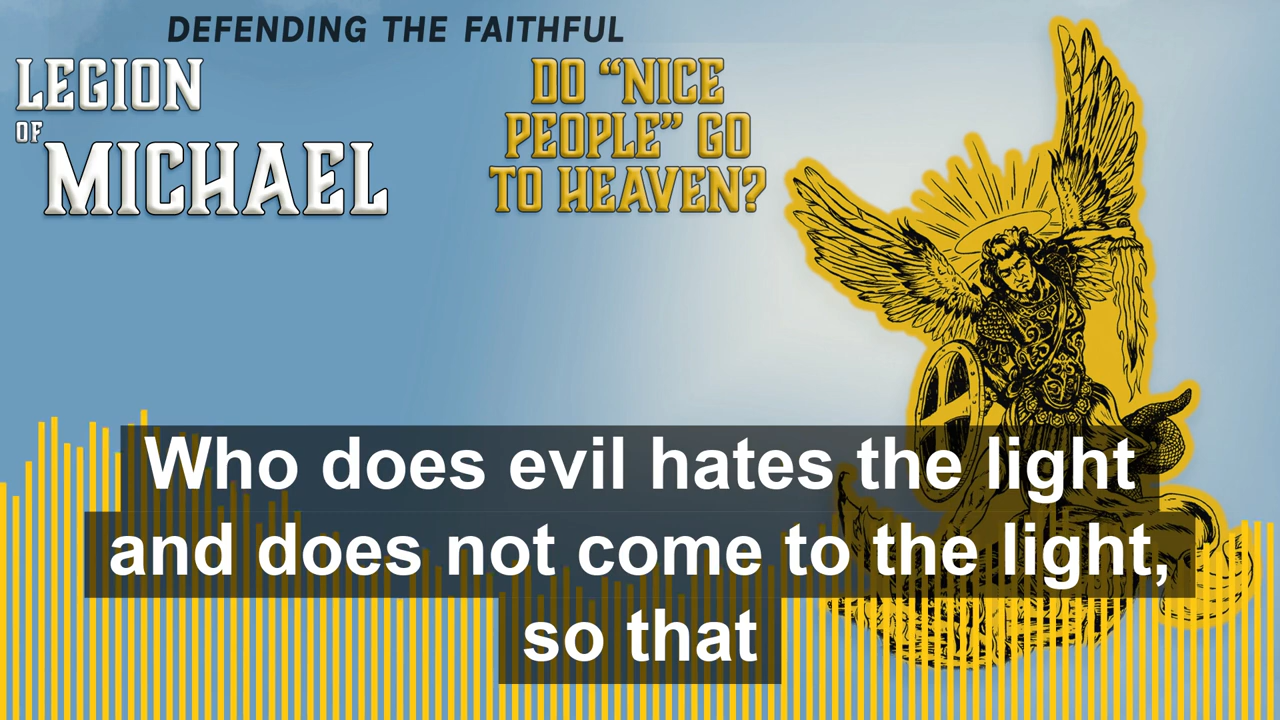 DEFENDING THE FAITHFUL
LEGION
OF
MICHAEL
DO “NICE
PEOPLE” GO
TO HEAVEN?
Who does evil hates the light
and does not come to the light,
so that